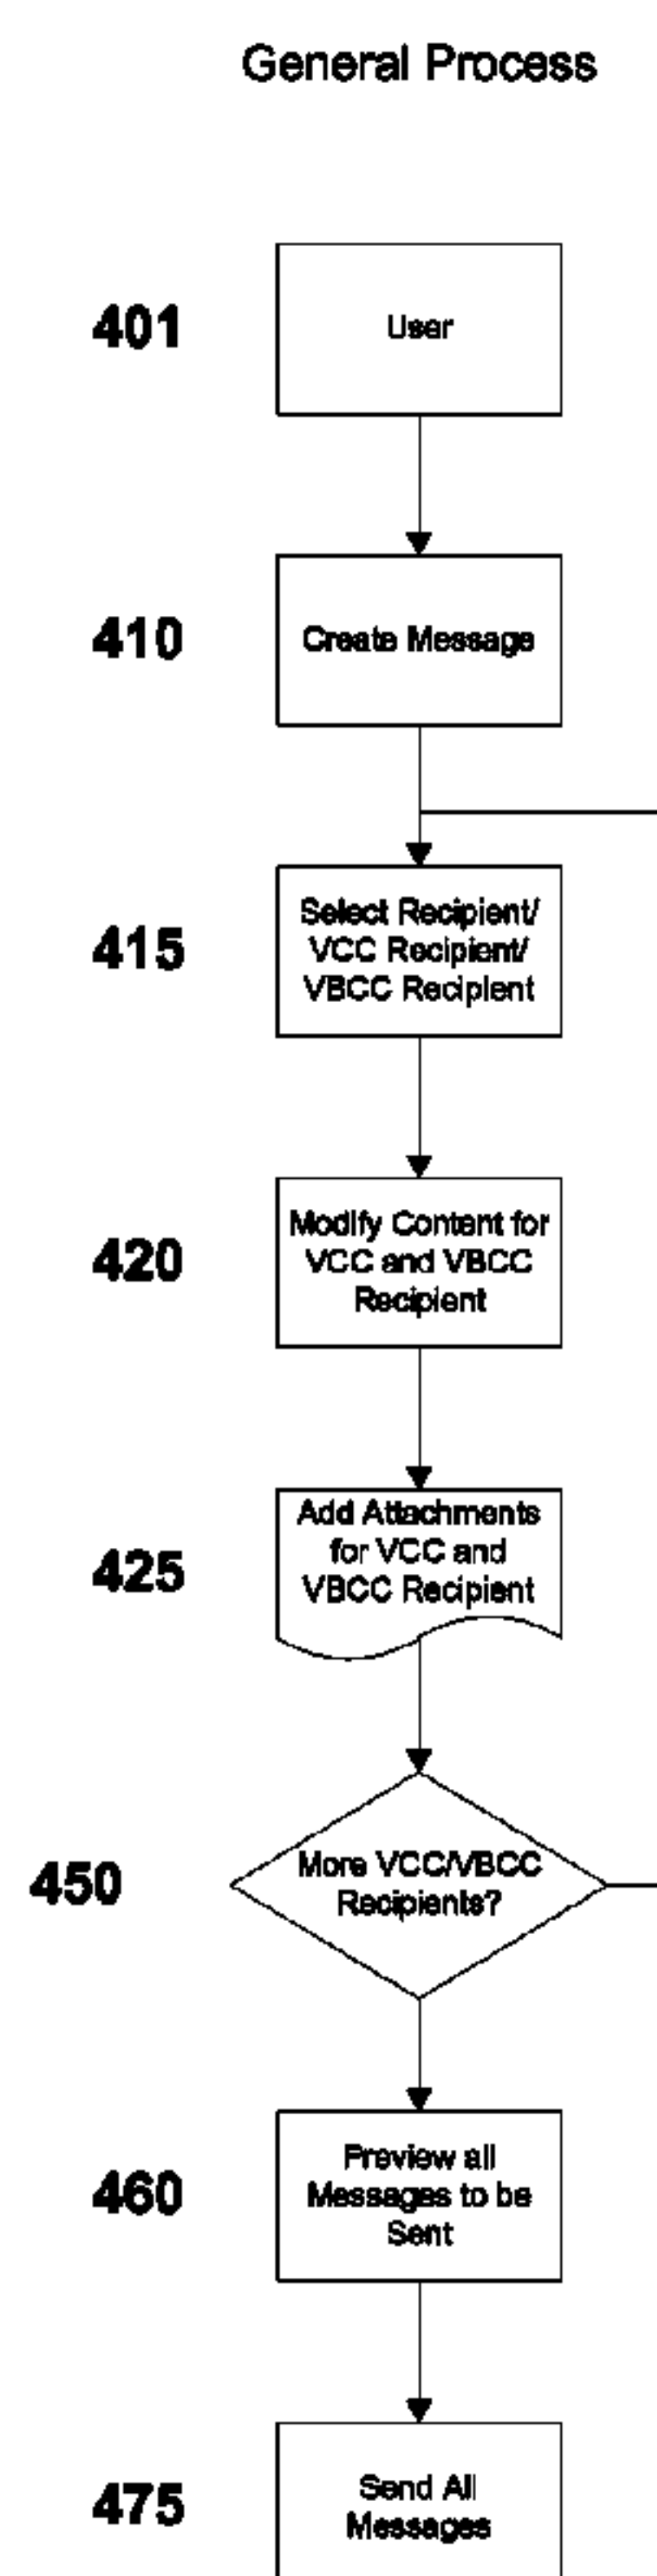 General Process
401
User
410
Create Message
415
Select Recipient/
VCC Recipient/
VBCC Recipient
420
Modify Content for
VCC and VBCC
Recipient
425
Add Attachments
for VCC and
VBCC Recipient
450
More VCC/VBCC
Recipients?
460
Preview all
Messages to be
Sent
475
Send All
Messages